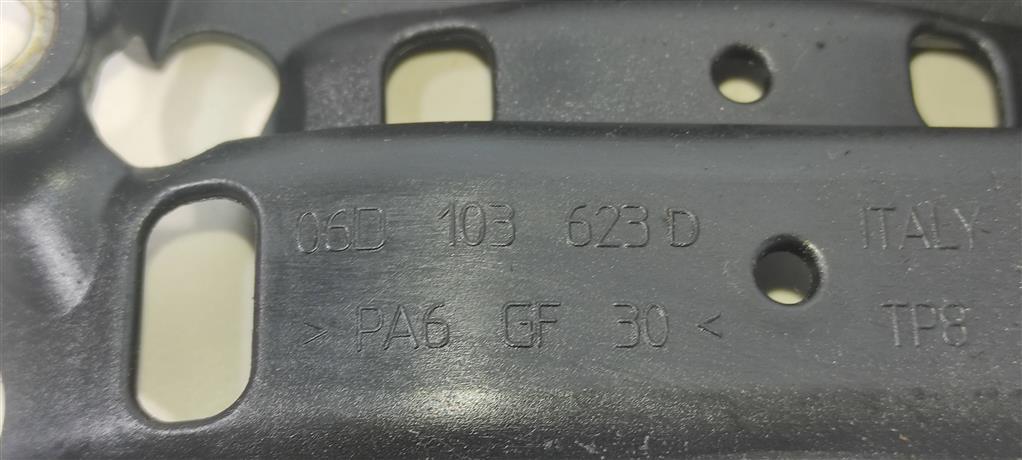 06D 103 623 D ITALY
> PA6 GF 30 < TP8